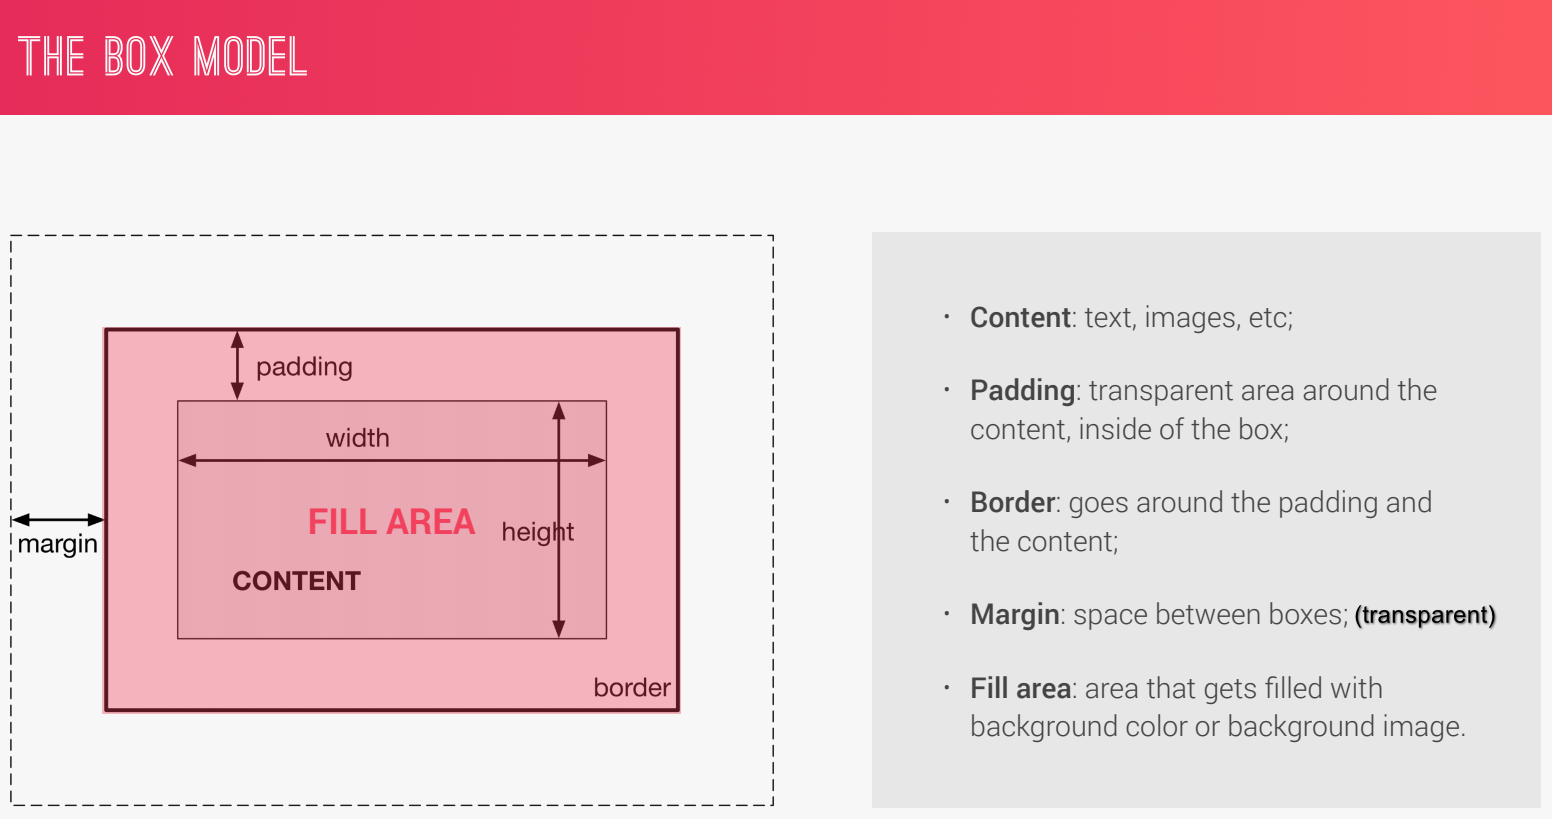 THE BOX MODEL
padding
width
FILL AREA
height
margin
CONTENT
border
• Content: text, images, etc;
• Padding: transparent area around the
content, inside of the box;
• Border: goes around the padding and
the content;
• Margin: space between boxes; (transparent)
• Fill area: area that gets filled with
background color or background image.